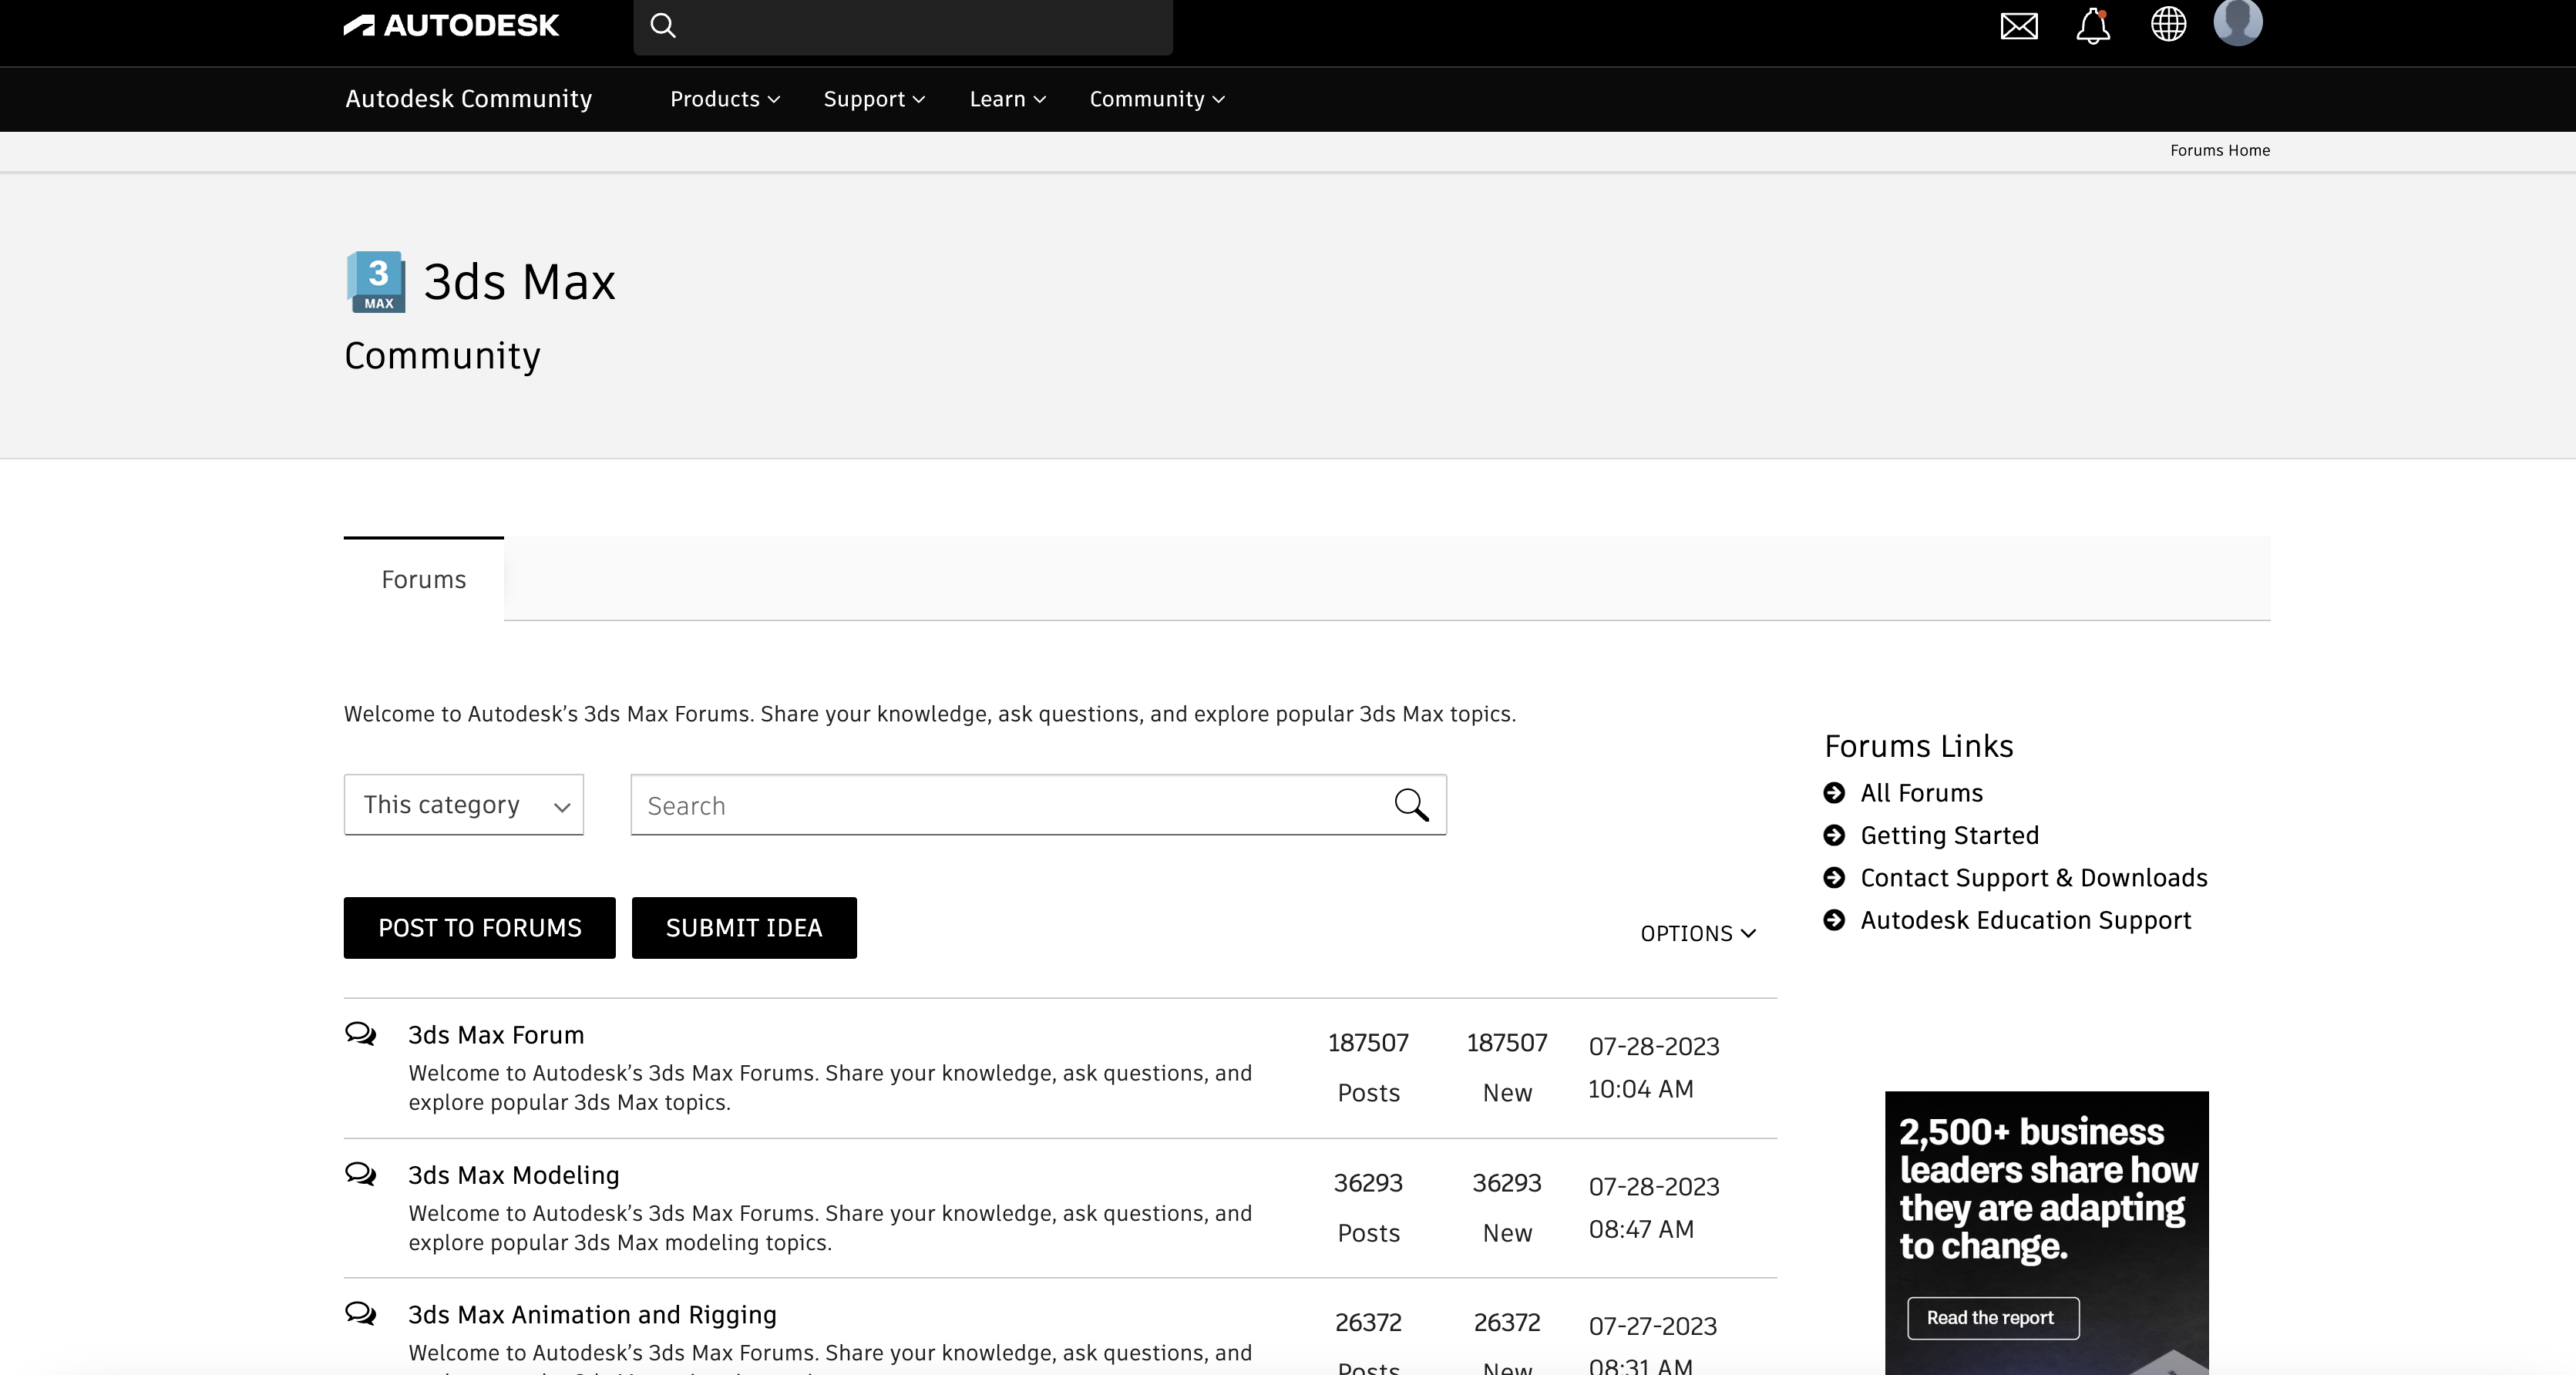 AUTODESK
Autodesk Community
Products
Support
Learn
Community
Forums Home
3
MAX
3ds Max
Community
Forums
Welcome to Autodesk's 3ds Max Forums. Share your knowledge, ask questions, and explore popular 3ds Max topics.
This category
Search
POST TO FORUMS
SUBMIT IDEA
OPTIONS
3ds Max Forum
Welcome to Autodesk's 3ds Max Forums. Share your knowledge, ask questions, and
explore popular 3ds Max topics.
187507
Posts
187507
New
07-28-2023
10:04 AM
3ds Max Modeling
Welcome to Autodesk's 3ds Max Forums. Share your knowledge, ask questions, and
explore popular 3ds Max modeling topics.
36293
Posts
36293
New
07-28-2023
08:47 AM
3ds Max Animation and Rigging
Welcome to Autodesk's 3ds Max Forums. Share your knowledge, ask questions, and
26372
Posts
26372
New
07-27-2023
08:31 AM
Forums Links
All Forums
Getting Started
Contact Support & Downloads
Autodesk Education Support
2,500+ business
leaders share how
they are adapting
to change.
Read the report